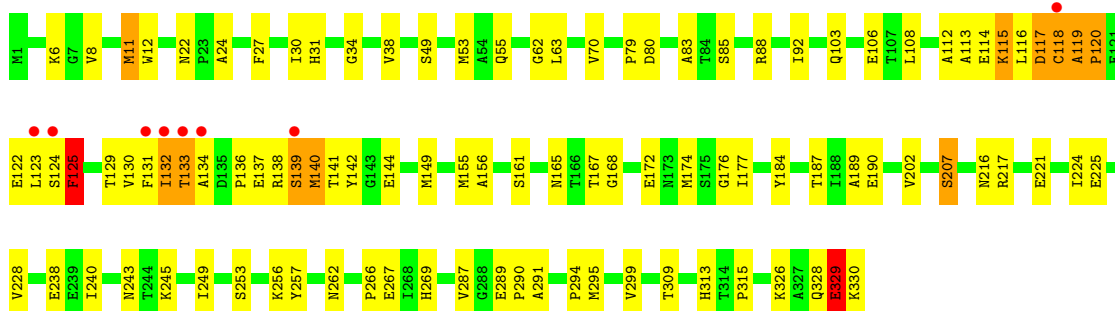 M1 K6 G7 V8 M11 W12 N22 P23 A24 F27 I30 H31 G34 V38 S49 M53 A54 Q55 G62 L63 V70 P79 D80 A83 T84 S85 R88 I92 Q103 E106 T107 L108 A112 A113 E114 K115 L116 D117 C118 A119 P120 E121
E122 L123 S124 F125 T129 V130 F131 I132 T133 A134 D135 P136 E137 R138 S139 M140 T141 Y142 G143 E144 M149 M155 A156 S161 N165 T166 T167 G168 E172 N173 M174 S175 G176 I177 Y184 T187 I188 A189 E190 V202 S207 N216 R217 E221 I224 E225
V228 E238 E239 I240 N243 T244 K245 I249 S253 K256 Y257 N262 P266 E267 I268 H269 V287 G288 E289 P290 A291 P294 M295 V299 T309 H313 T314 P315 K326 A327 Q328 E329 K330